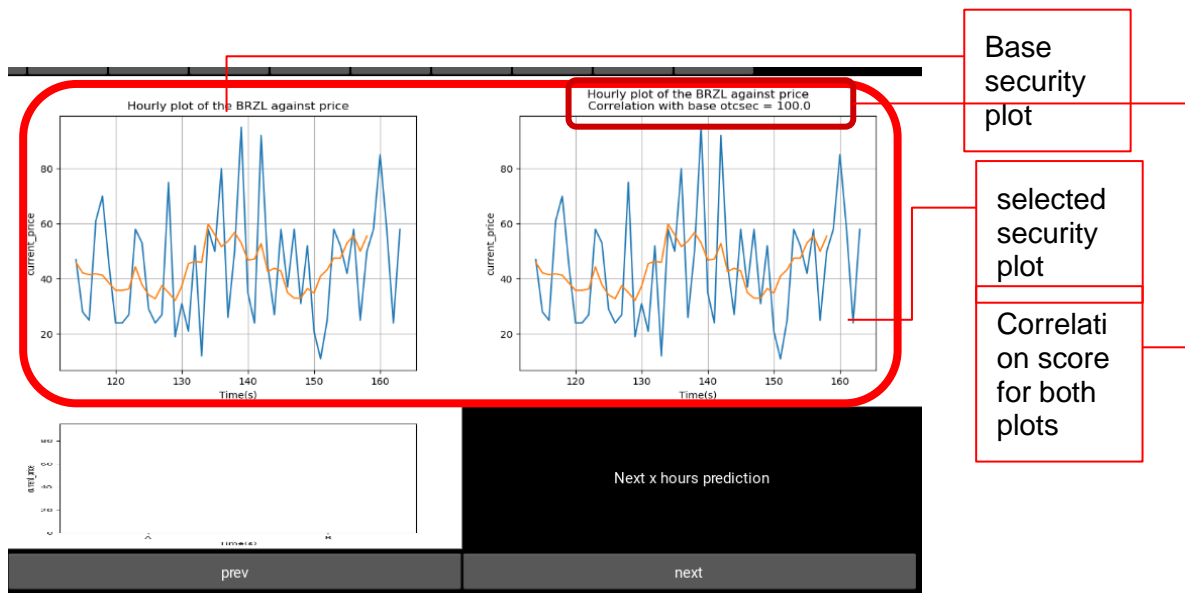 Base
security
plot
Hourly plot of the BRZL against price
Hourly plot of the BRZL against price
Correlation with base otcsec = 100.0
80
60
40
20
current_price
120 130 140 150 160
Time(s)
80
60
40
20
current_price
120 130 140 150 160
Time(s)
selected
security
plot
Correlati
on score
for both
plots
Next x hours prediction
prev
next